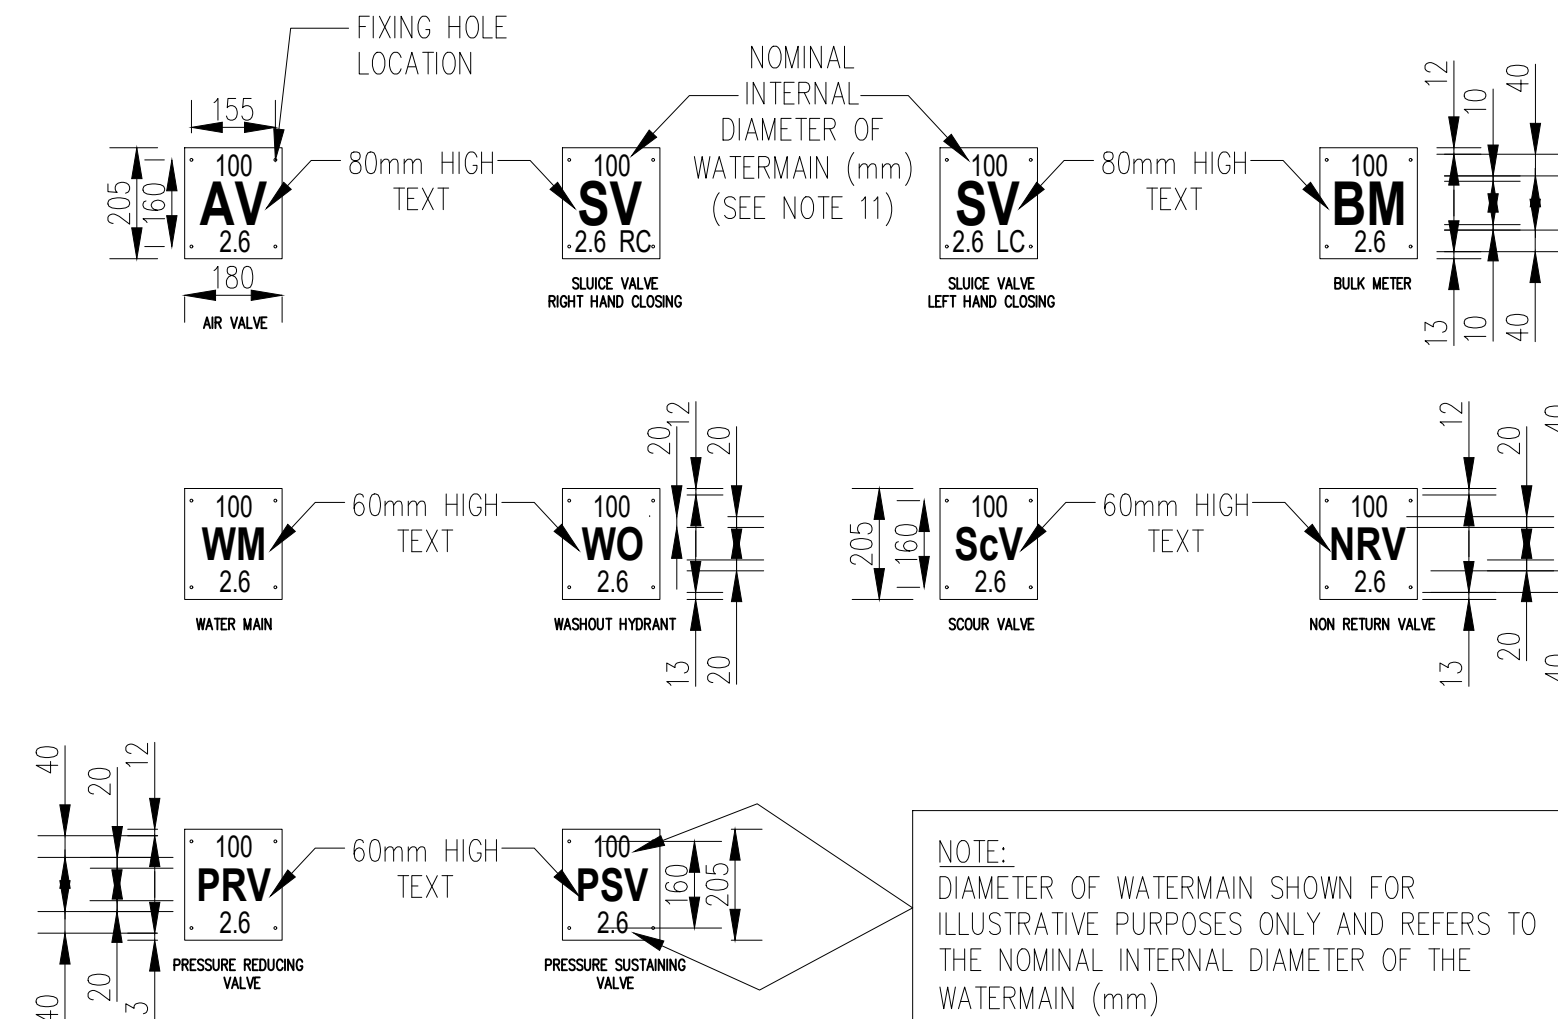 FIXING HOLE
LOCATION
155
205
160
100
AV
2.6
180
AIR VALVE
80mm HIGH
TEXT
100
SV
2.6 RC
SLUICE VALVE
RIGHT HAND CLOSING
NOMINAL
INTERNAL
DIAMETER OF
WATERMAIN (mm)
(SEE NOTE 11)
100
SV
2.6 LC
SLUICE VALVE
LEFT HAND CLOSING
80mm HIGH
TEXT
100
BM
2.6
BULK METER
12
10
40
13
10
40
100
WM
2.6
WATER MAIN
60mm HIGH
TEXT
100
WO
2.6
WASHOUT HYDRANT
20
12
20
13
20
205
160
100
ScV
2.6
SCOUR VALVE
60mm HIGH
TEXT
100
NRV
2.6
NON RETURN VALVE
12
20
40
13
20
40
40
20
12
40
20
3
100
PRV
2.6
PRESSURE REDUCING
VALVE
60mm HIGH
TEXT
100
PSV
2.6
PRESSURE SUSTAINING
VALVE
160
205
NOTE:
DIAMETER OF WATERMAIN SHOWN FOR
ILLUSTRATIVE PURPOSES ONLY AND REFERS TO
THE NOMINAL INTERNAL DIAMETER OF THE
WATERMAIN (mm)